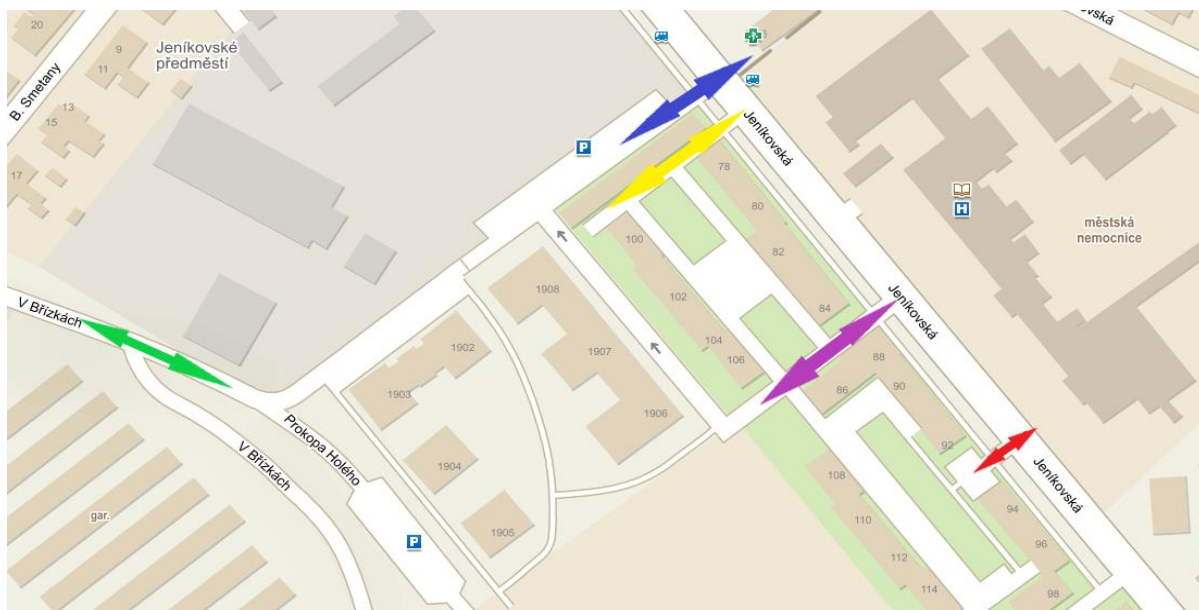 20
9
11
Jeníkovské
předměstí
B. Smetany
13
15
17
P
Jeníkovská
78
80
82
84
100
102
104
106
H
městská
nemocnice
V Břízkách
1908
1907
1906
1902
1903
1904
1905
Jeníkovská
88
86
90
92
Prokopa Holého
V Břízkách
gar.
P
108
110
112
114
Jeníkovská
94
96
98